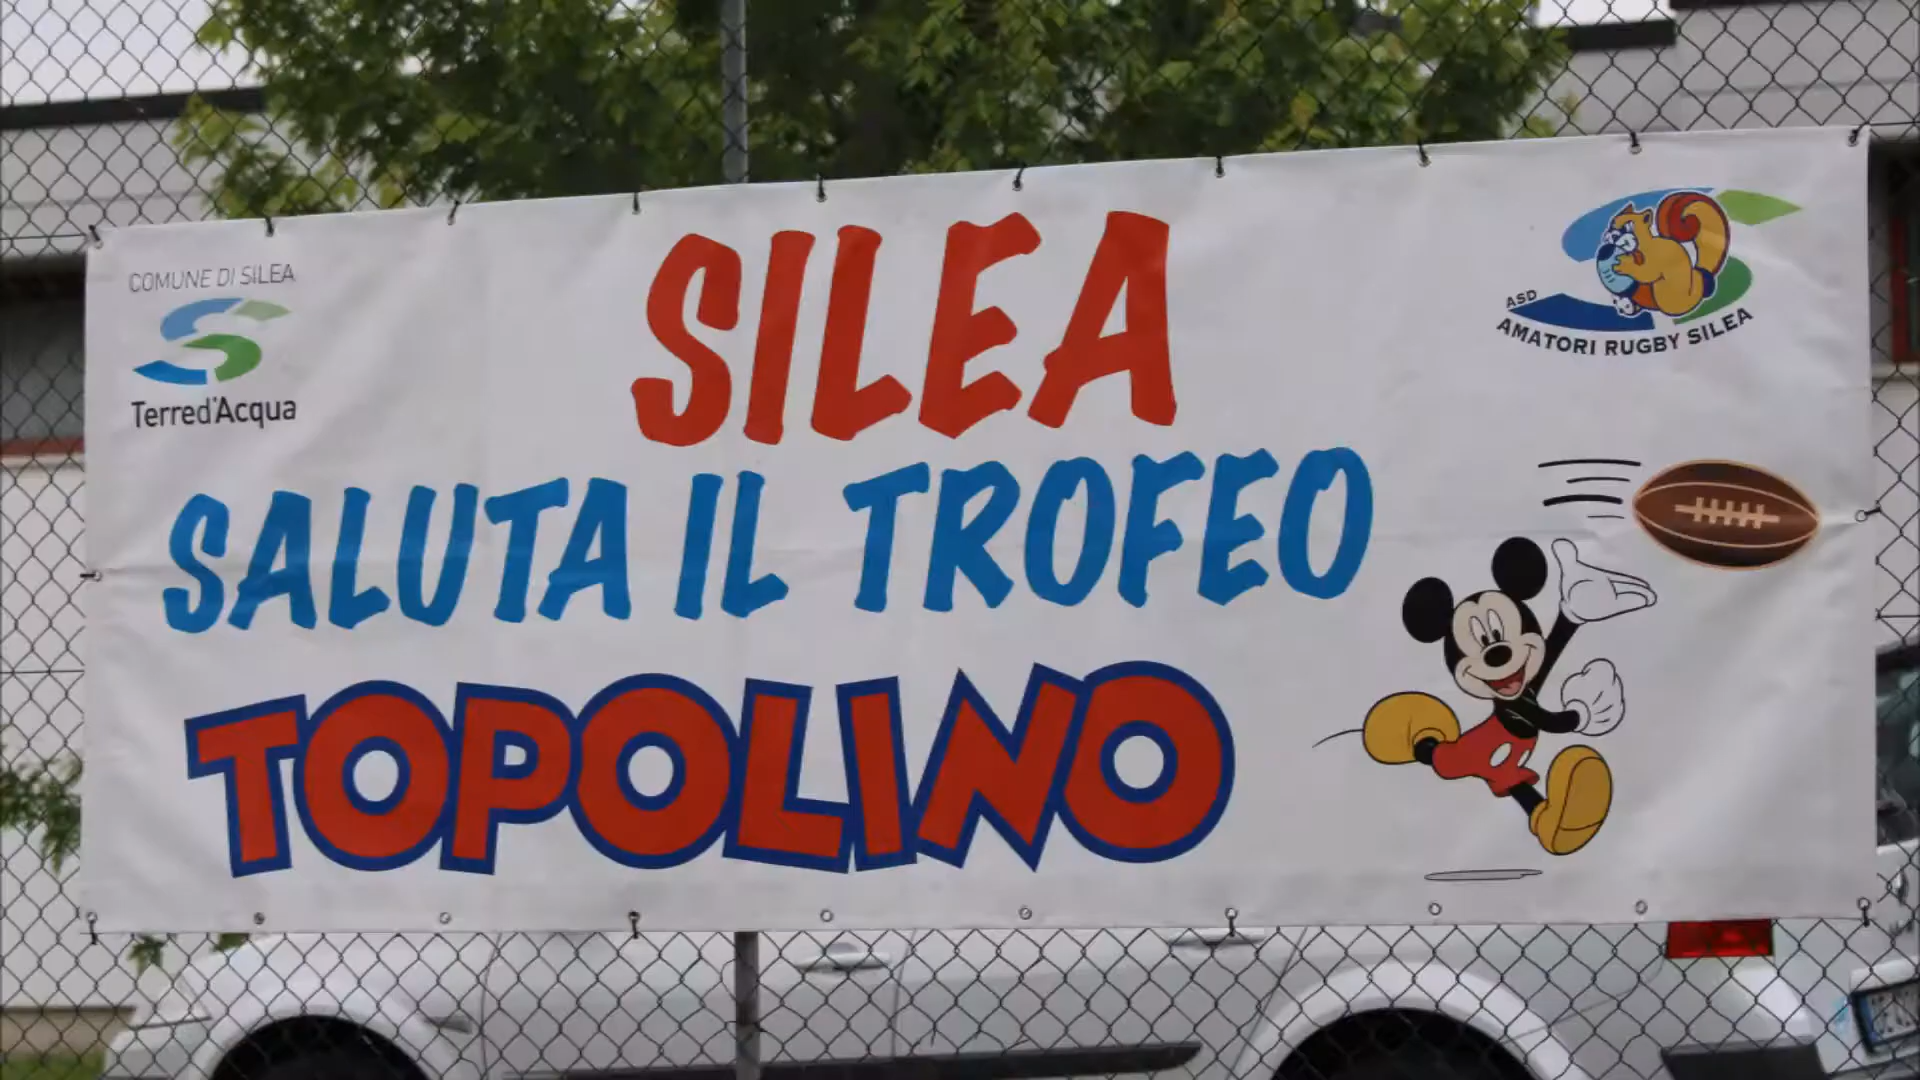 COMUNE DI SILEA
Terred'Acqua
SILEA
SALUTA IL TROFEO
TOPOLINO
ASD
AMATORI RUGBY SILEA